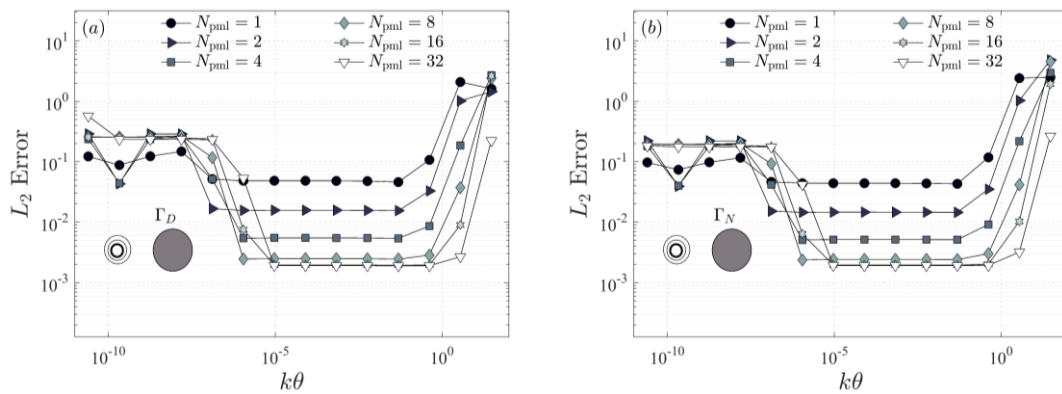 (a)
N_pml = 1
N_pml = 2
N_pml = 4
N_pml = 8
N_pml = 16
N_pml = 32
10^1
10^0
10^-1
10^-2
10^-3
L_2 Error
Γ_D
10^-10
10^-5
10^0
kθ
(b)
N_pml = 1
N_pml = 2
N_pml = 4
N_pml = 8
N_pml = 16
N_pml = 32
10^1
10^0
10^-1
10^-2
10^-3
L_2 Error
Γ_N
10^-10
10^-5
10^0
kθ